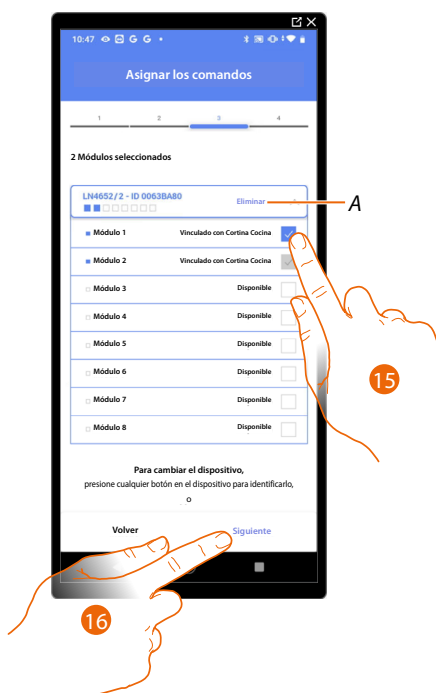 10:47 G G
Asignar los comandos
1 2 3 4
2 Módulos seleccionados
LN4652/2 - ID 0063BA80
Eliminar
A
Módulo 1 Vinculado con Cortina Cocina
Módulo 2 Vinculado con Cortina Cocina
Módulo 3 Disponible
Módulo 4 Disponible
Módulo 5 Disponible
Módulo 6 Disponible
Módulo 7 Disponible
Módulo 8 Disponible
15
Para cambiar el dispositivo,
presione cualquier botón en el dispositivo para identificarlo,
o
Volver Siguiente
16